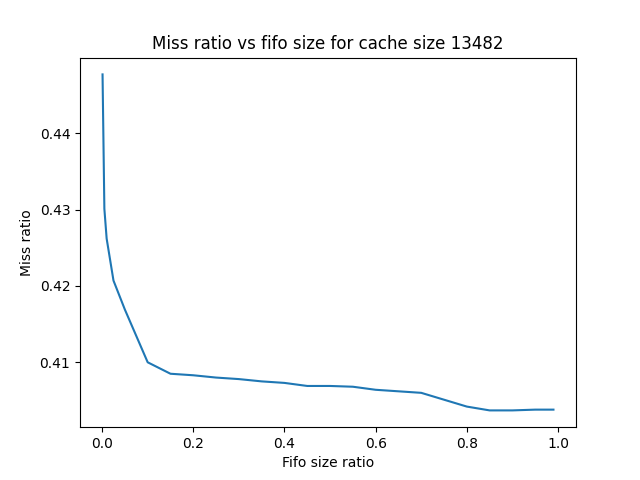 Miss ratio vs fifo size for cache size 13482
0.44
0.43
0.42
0.41
Miss ratio
0.0 0.2 0.4 0.6 0.8 1.0
Fifo size ratio